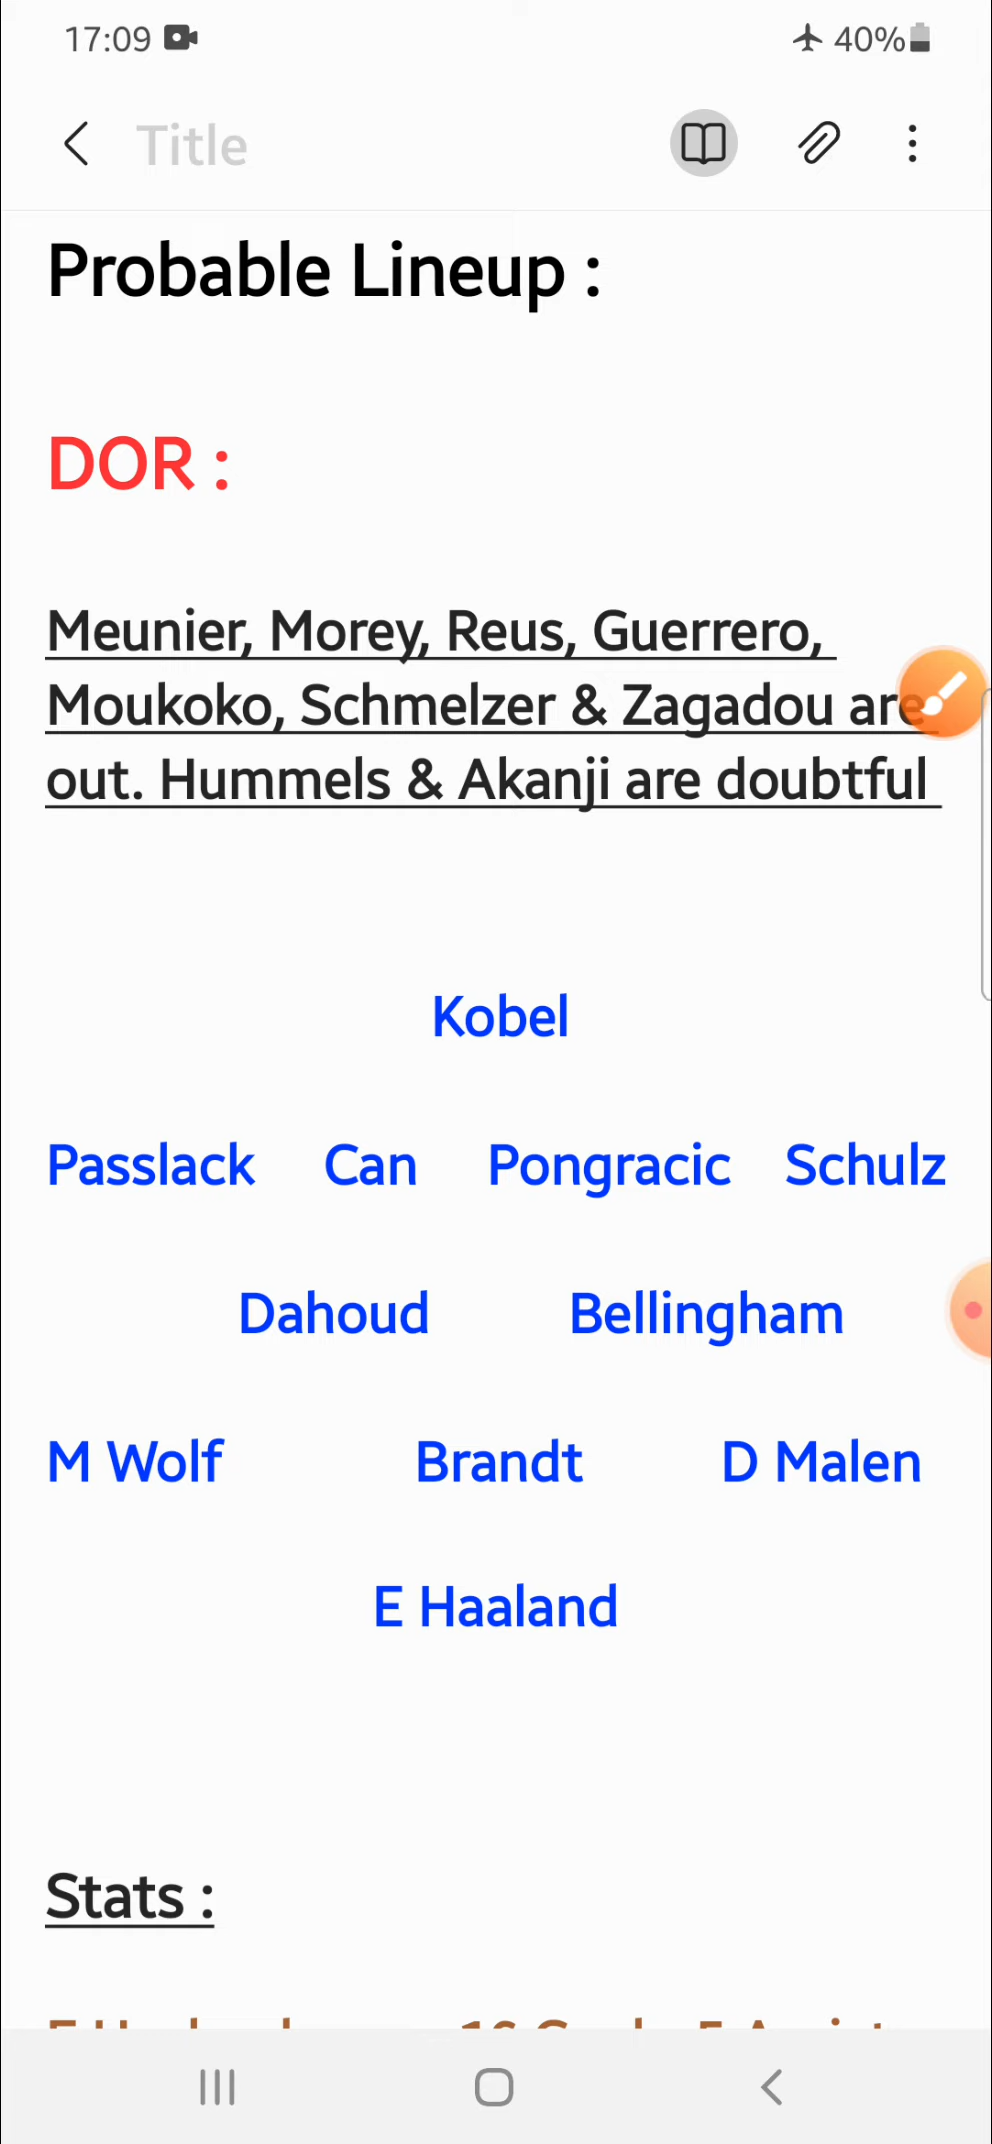 17:09 40%
Title
Probable Lineup :
DOR :
Meunier, Morey, Reus, Guerrero,
Moukoko, Schmelzer & Zagadou are
out. Hummels & Akanji are doubtful
Kobel
Passlack Can Pongracic Schulz
Dahoud Bellingham
M Wolf Brandt D Malen
E Haaland
Stats :